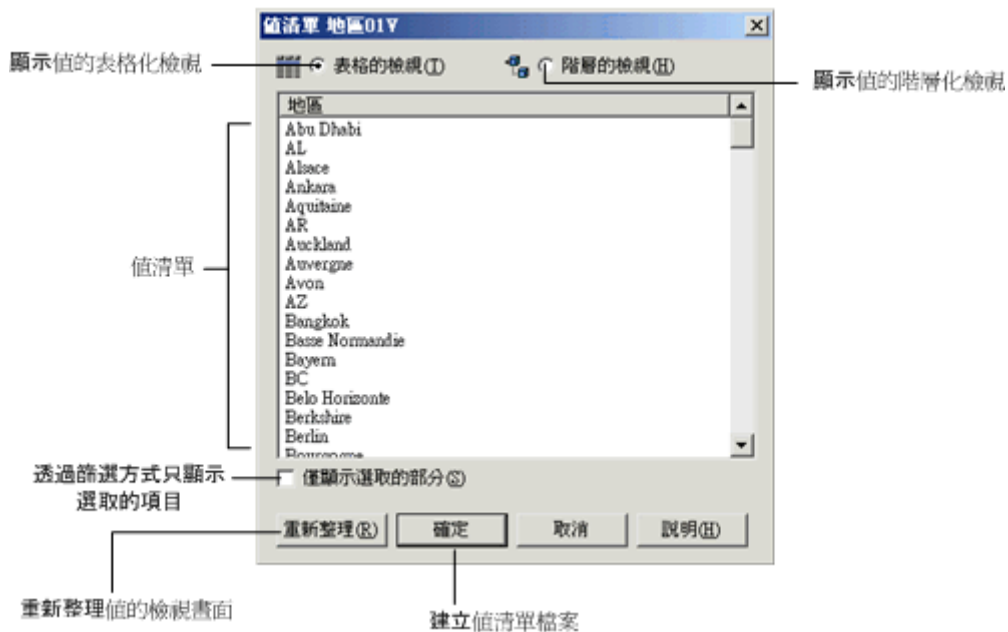 值清單 地區01V
顯示值的表格化檢視
表格的檢視(T)
階層的檢視(H)
顯示值的階層化檢視
地區
Abu Dhabi
AL
Alsace
Ankara
Aquitaine
AR
Auckland
Auvergne
Avon
AZ
Bangkok
Basse Normandie
Bayern
BC
Belo Horizonte
Berkshire
Berlin
Bourgogne
值清單
透過篩選方式只顯示
選取的項目
僅顯示選取的部分(S)
重新整理(R)
確定
取消
說明(H)
重新整理值的檢視畫面
建立值清單檔案